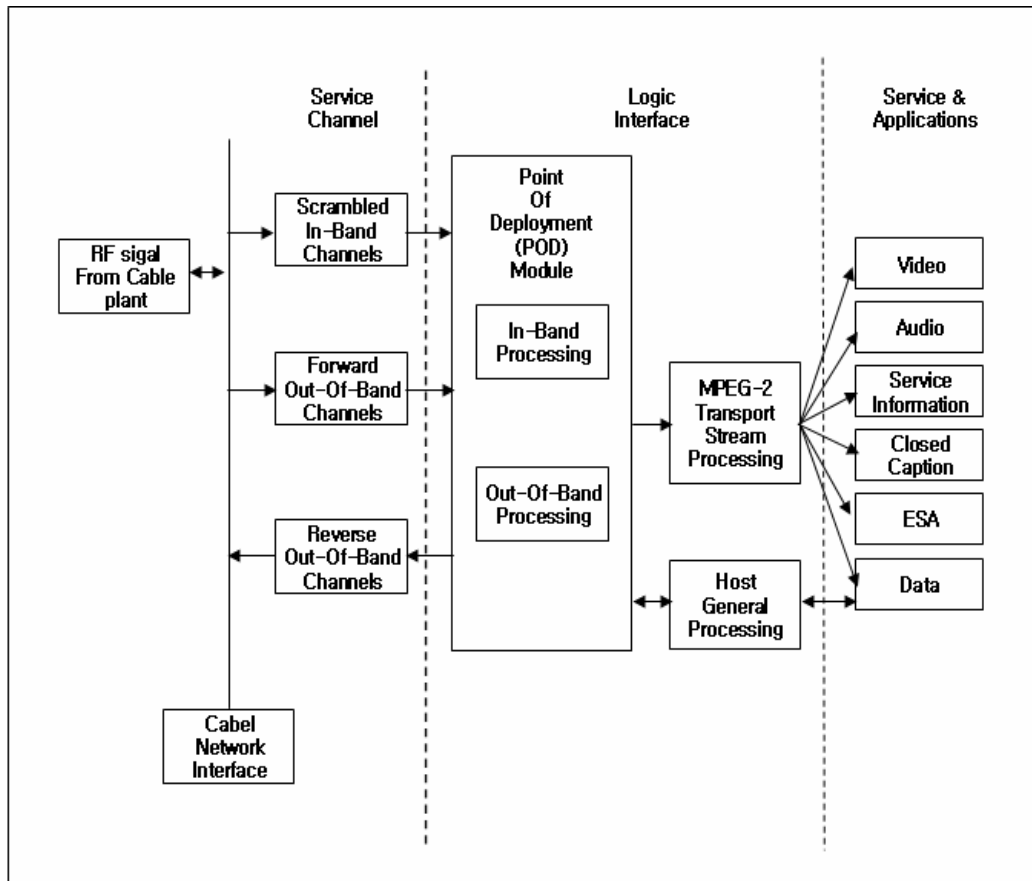 Service
Channel
Logic
Interface
Service &
Applications
RF sigal
From Cable
plant
Scrambled
In-Band
Channels
Forward
Out-Of-Band
Channels
Reverse
Out-Of-Band
Channels
Cabel
Network
Interface
Point
Of
Deployment
(POD)
Module
In-Band
Processing
Out-Of-Band
Processing
MPEG-2
Transport
Stream
Processing
Host
General
Processing
Video
Audio
Service
Information
Closed
Caption
ESA
Data